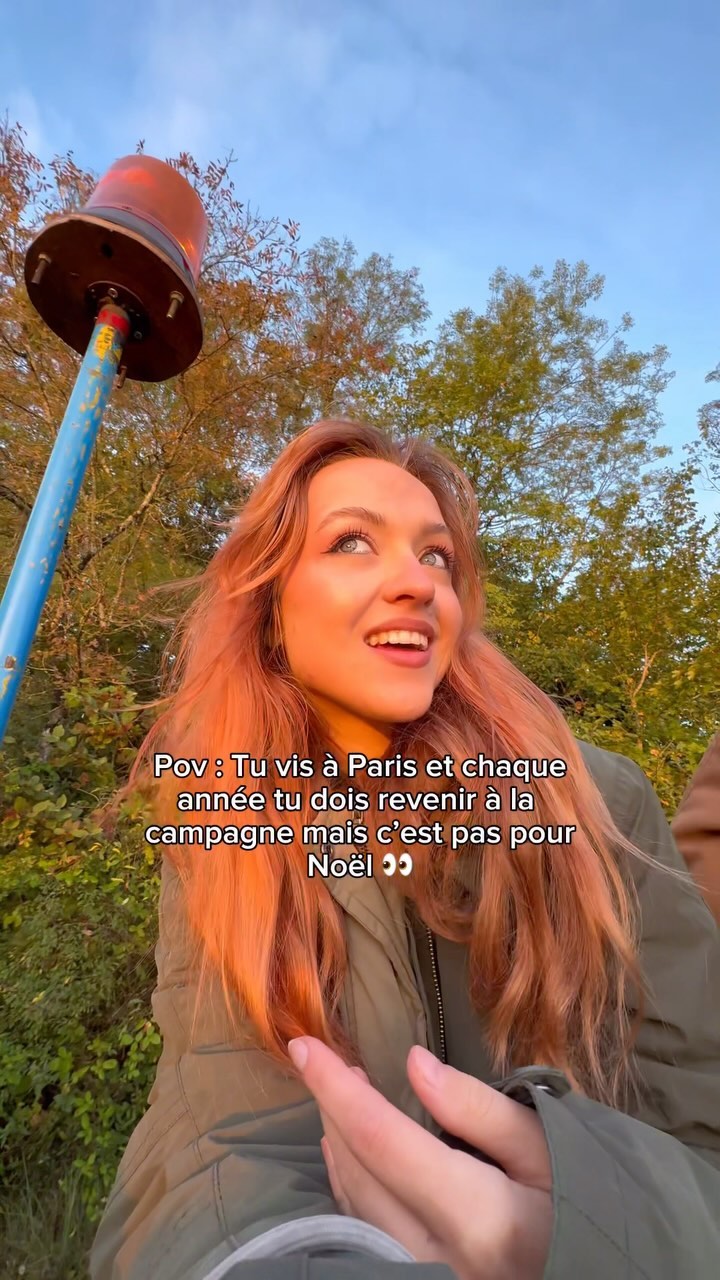 Pov : Tu vis à Paris et chaque
année tu dois revenir à la
campagne mais c'est pas pour
Noël 👀